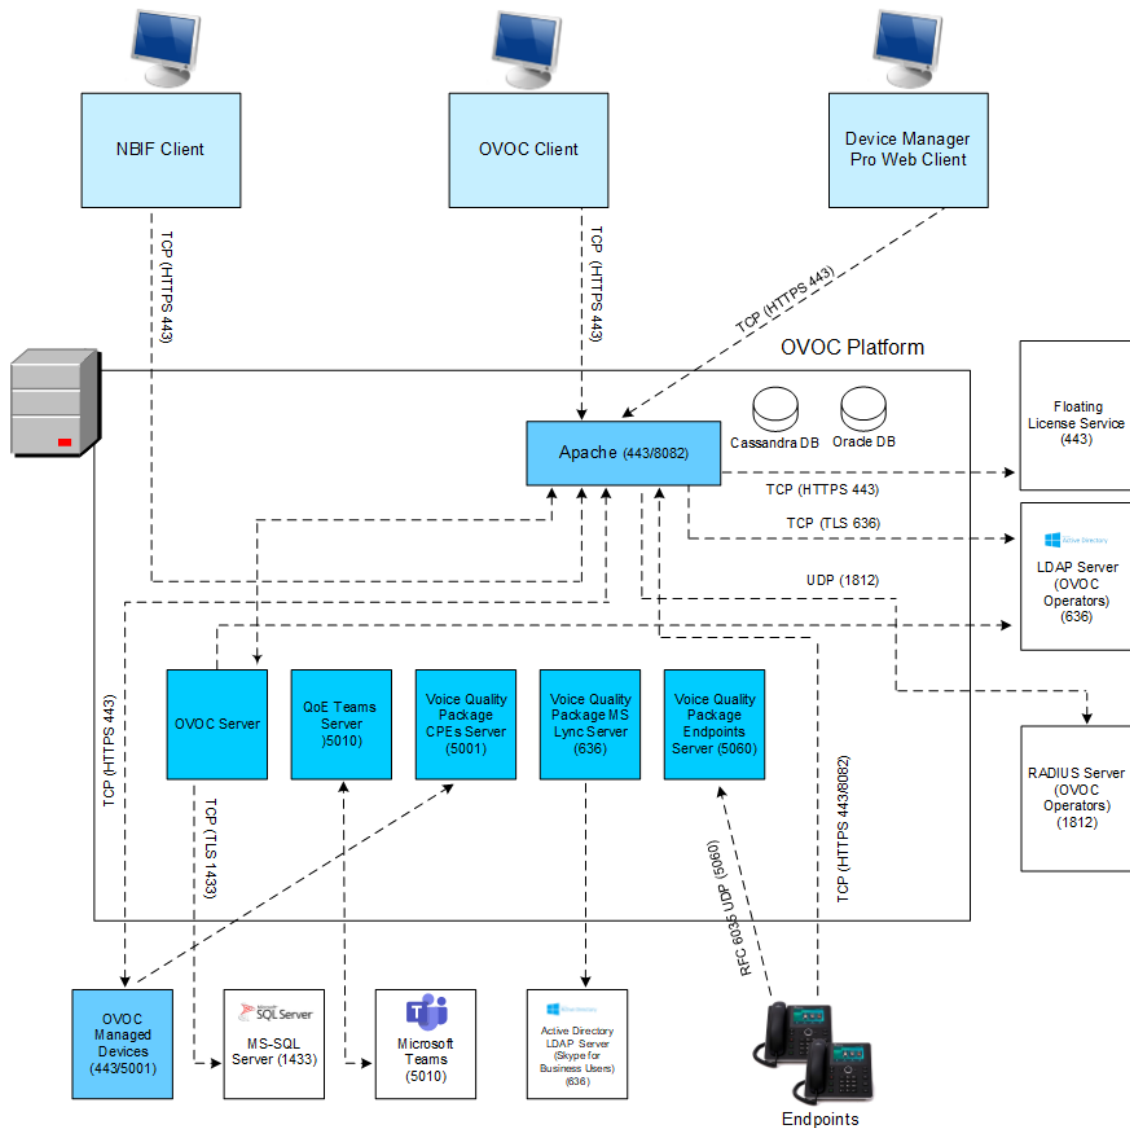 NBIF Client
OVOC Client
Device Manager
Pro Web Client
TCP (HTTPS 443)
TCP (HTTPS 443)
TCP (HTTPS 443)
OVOC Platform
Cassandra DB
Oracle DB
Apache (443/8082)
Floating
License Service
(443)
TCP (HTTPS 443)
TCP (TLS 636)
Active Directory
LDAP Server
(OVOC
Operators)
(636)
UDP (1812)
OVOC Server
QoE Teams
Server
)5010)
Voice Quality
Package
CPEs Server
(5001)
Voice Quality
Package MS
Lync Server
(636)
Voice Quality
Package
Endpoints
Server (5060)
RADIUS Server
(OVOC
Operators)
(1812)
TCP (HTTPS 443)
TCP (TLS 1433)
RFC 6035 UDP (5060)
TCP (HTTPS 443/8082)
OVOC
Managed
Devices
(443/5001)
SQL Server
MS-SQL
Server (1433)
Microsoft
Teams
(5010)
Active Directory
LDAP Server
(Skype for
Business Users)
(636)
Endpoints